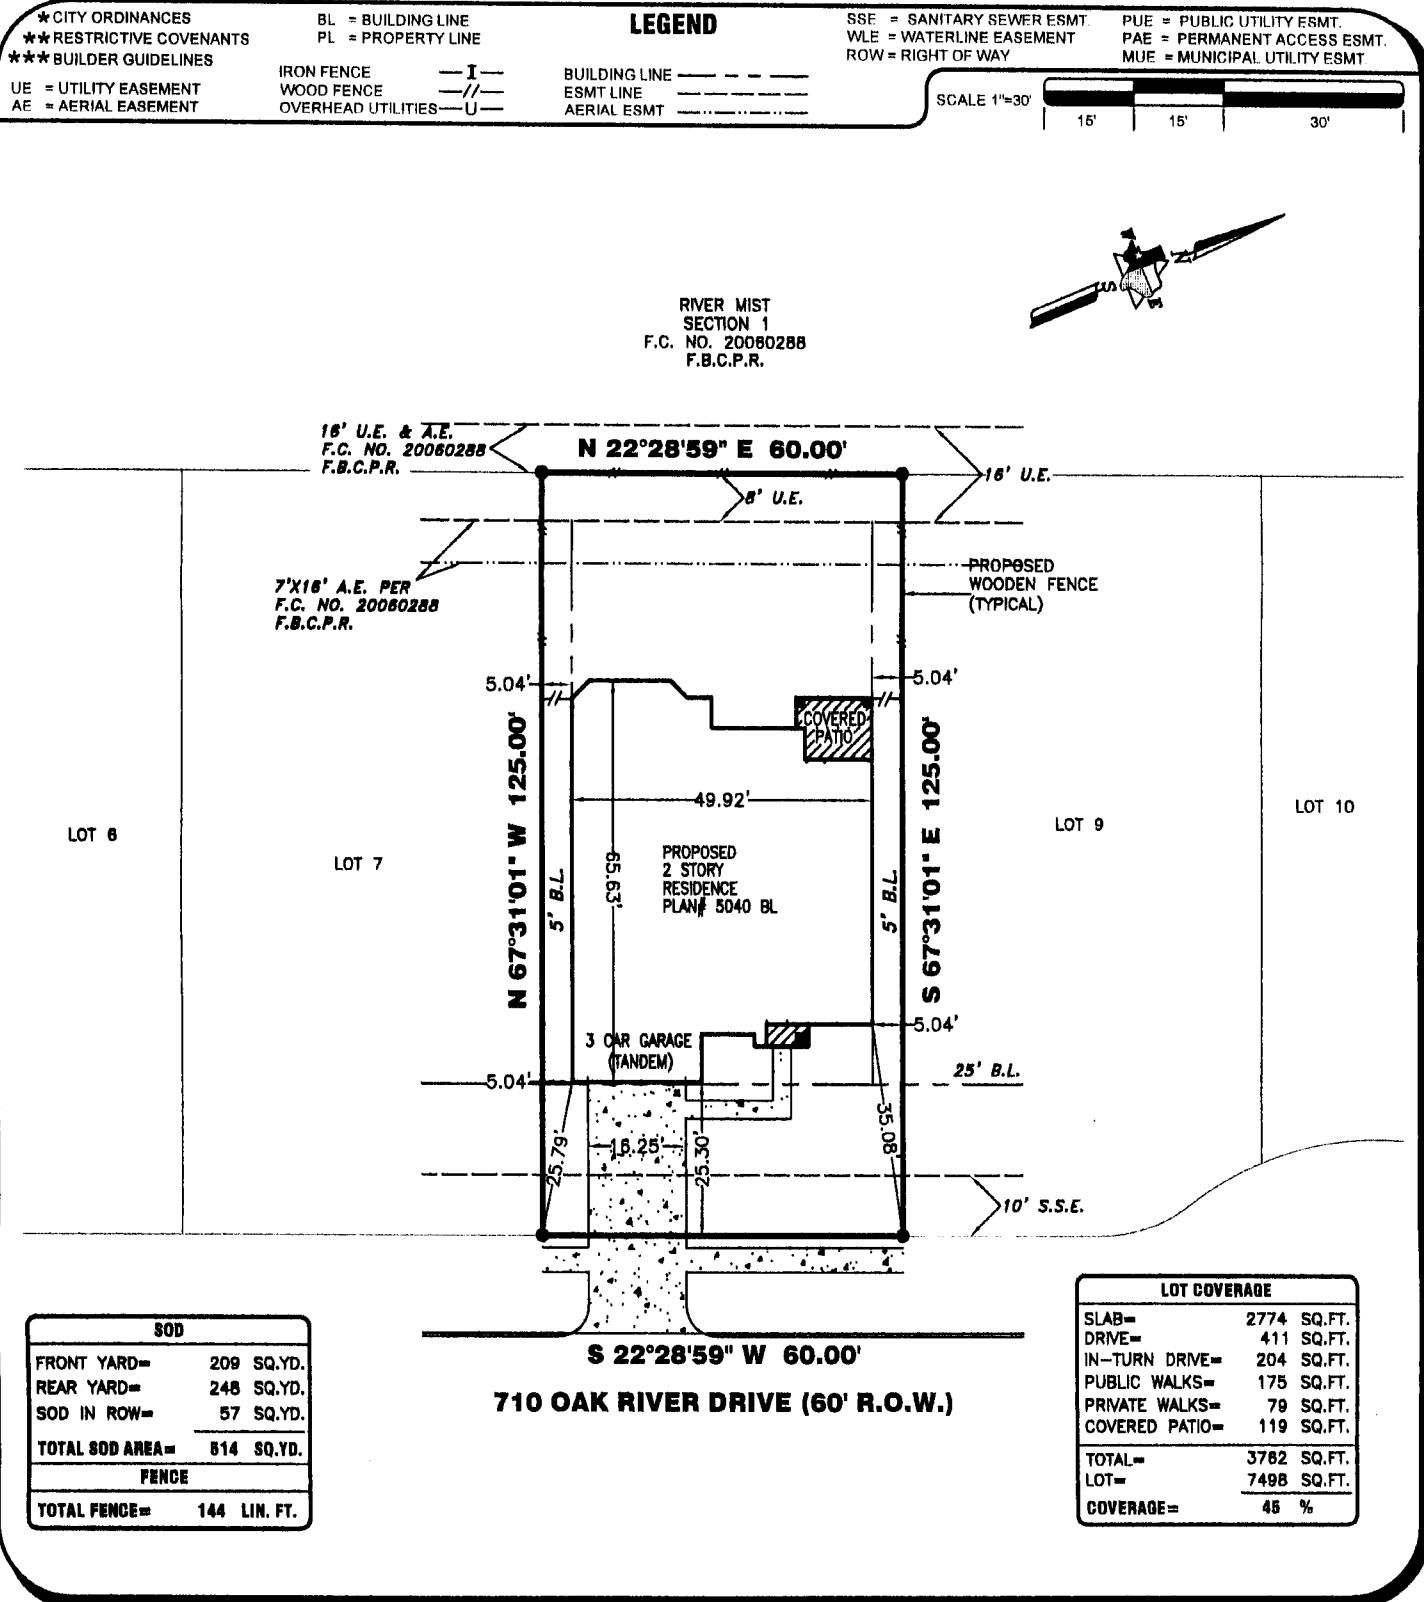 *CITY ORDINANCES
**RESTRICTIVE COVENANTS
***BUILDER GUIDELINES
UE = UTILITY EASEMENT
AE = AERIAL EASEMENT
BL = BUILDING LINE
PL = PROPERTY LINE
IRON FENCE I
WOOD FENCE //
OVERHEAD UTILITIES U
LEGEND
BUILDING LINE
ESMT LINE
AERIAL ESMT
SSE = SANITARY SEWER ESMT.
WLE = WATERLINE EASEMENT
ROW = RIGHT OF WAY
PUE = PUBLIC UTILITY ESMT.
PAE = PERMANENT ACCESS ESMT.
MUE = MUNICIPAL UTILITY ESMT
SCALE 1"=30'
15' 15' 30'
N
S
E
RIVER MIST
SECTION 1
F.C. NO. 20060288
F.B.C.P.R.
16' U.E. & A.E.
F.C. NO. 20060288
F.B.C.P.R.
N 22°28'59" E 60.00'
16' U.E.
8' U.E.
7'X16' A.E. PER
F.C. NO. 20060288
F.B.C.P.R.
PROPOSED
WOODEN FENCE
(TYPICAL)
5.04'
5.04'
COVERED
PATIO
N 67°31'01" W 125.00'
S 67°31'01" E 125.00'
49.92'
65.63'
LOT 6
LOT 7
LOT 9
LOT 10
PROPOSED
2 STORY
RESIDENCE
PLAN# 5040 BL
5' B.L.
5' B.L.
3 CAR GARAGE
(TANDEM)
5.04'
5.04'
25' B.L.
25.79'
16.25'
25.30'
35.08'
10' S.S.E.
S 22°28'59" W 60.00'
710 OAK RIVER DRIVE (60' R.O.W.)
SOD
FRONT YARD= 209 SQ.YD.
REAR YARD= 248 SQ.YD.
SOD IN ROW= 57 SQ.YD.
TOTAL SOD AREA= 514 SQ.YD.
FENCE
TOTAL FENCE= 144 LIN. FT.
LOT COVERAGE
SLAB= 2774 SQ.FT.
DRIVE= 411 SQ.FT.
IN-TURN DRIVE= 204 SQ.FT.
PUBLIC WALKS= 175 SQ.FT.
PRIVATE WALKS= 79 SQ.FT.
COVERED PATIO= 119 SQ.FT.
TOTAL= 3762 SQ.FT.
LOT= 7498 SQ.FT.
COVERAGE= 45 %